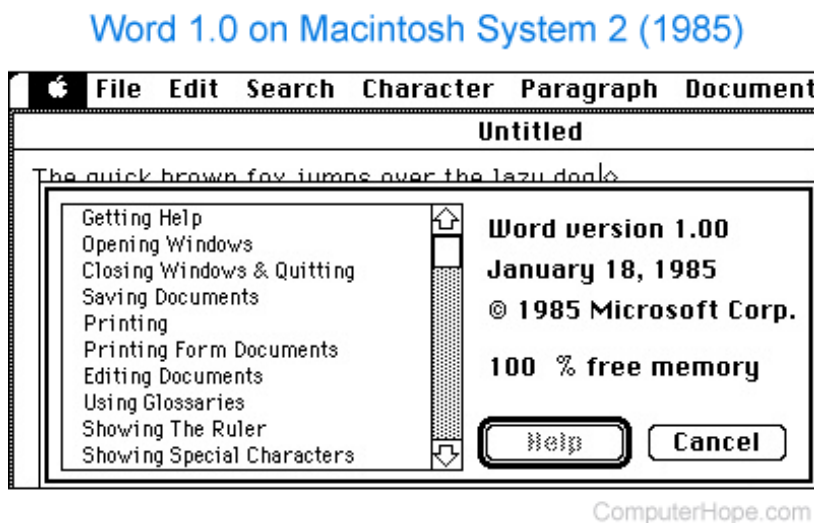 Word 1.0 on Macintosh System 2 (1985)
File Edit Search Character Paragraph Document
Untitled
The quick brown fox jumps over the lazy dog
Getting Help
Opening Windows
Closing Windows & Quitting
Saving Documents
Printing
Printing Form Documents
Editing Documents
Using Glossaries
Showing The Ruler
Showing Special Characters
Word version 1.00
January 18, 1985
© 1985 Microsoft Corp.
100 % free memory
Help Cancel
ComputerHope.com